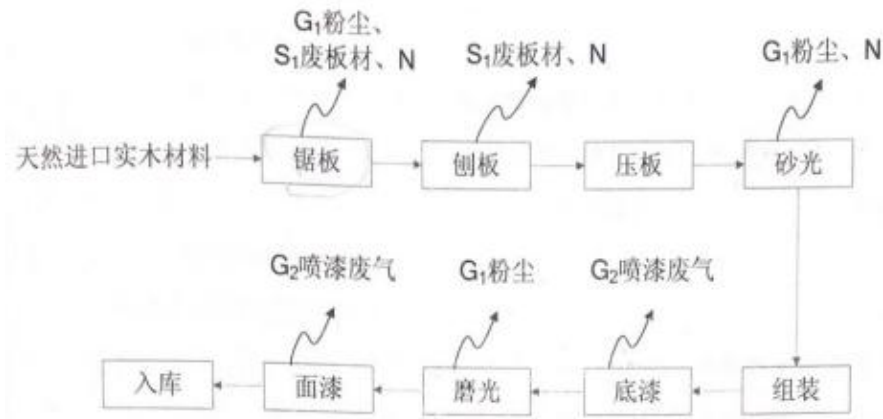 G₁粉尘、
S₁废板材、N
S₁废板材、N
G₁粉尘、N
天然进口实木材料
锯板
刨板
压板
砂光
G₂喷漆废气
G₁粉尘
G₂喷漆废气
入库
面漆
磨光
底漆
组装